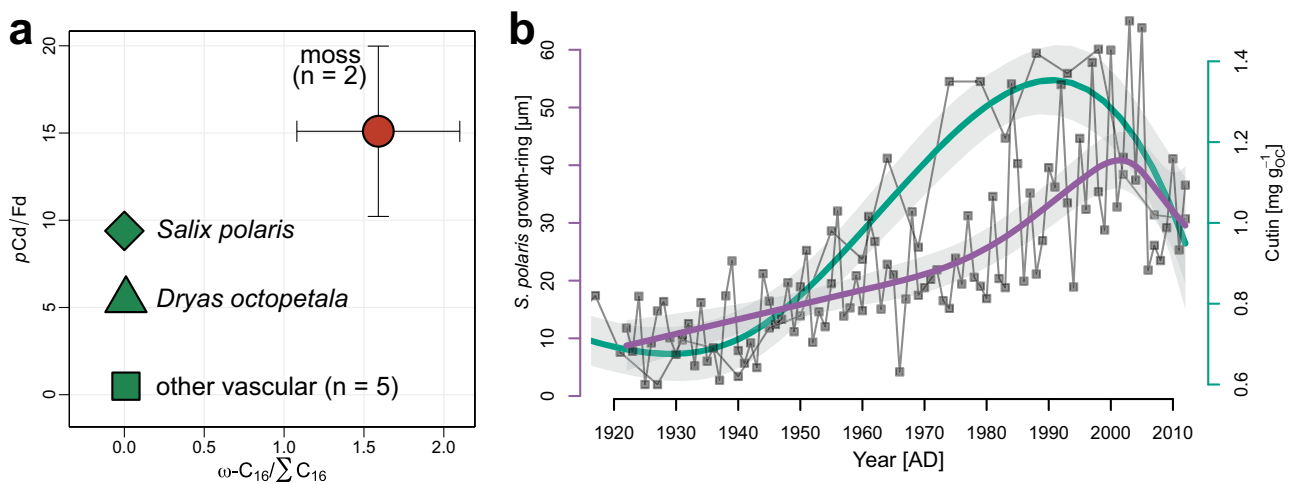 a
pCd/Fd
20
15
10
5
0
moss
(n = 2)
Salix polaris
Dryas octopetala
other vascular (n = 5)
0.0 0.5 1.0 1.5 2.0
ω-C16/∑C16
b
S. polaris growth-ring [µm]
60
50
40
30
20
10
0
1920 1930 1940 1950 1960 1970 1980 1990 2000 2010
Year [AD]
1.4
1.2
1.0
0.8
0.6
Cutin [mg g⁻¹OC]